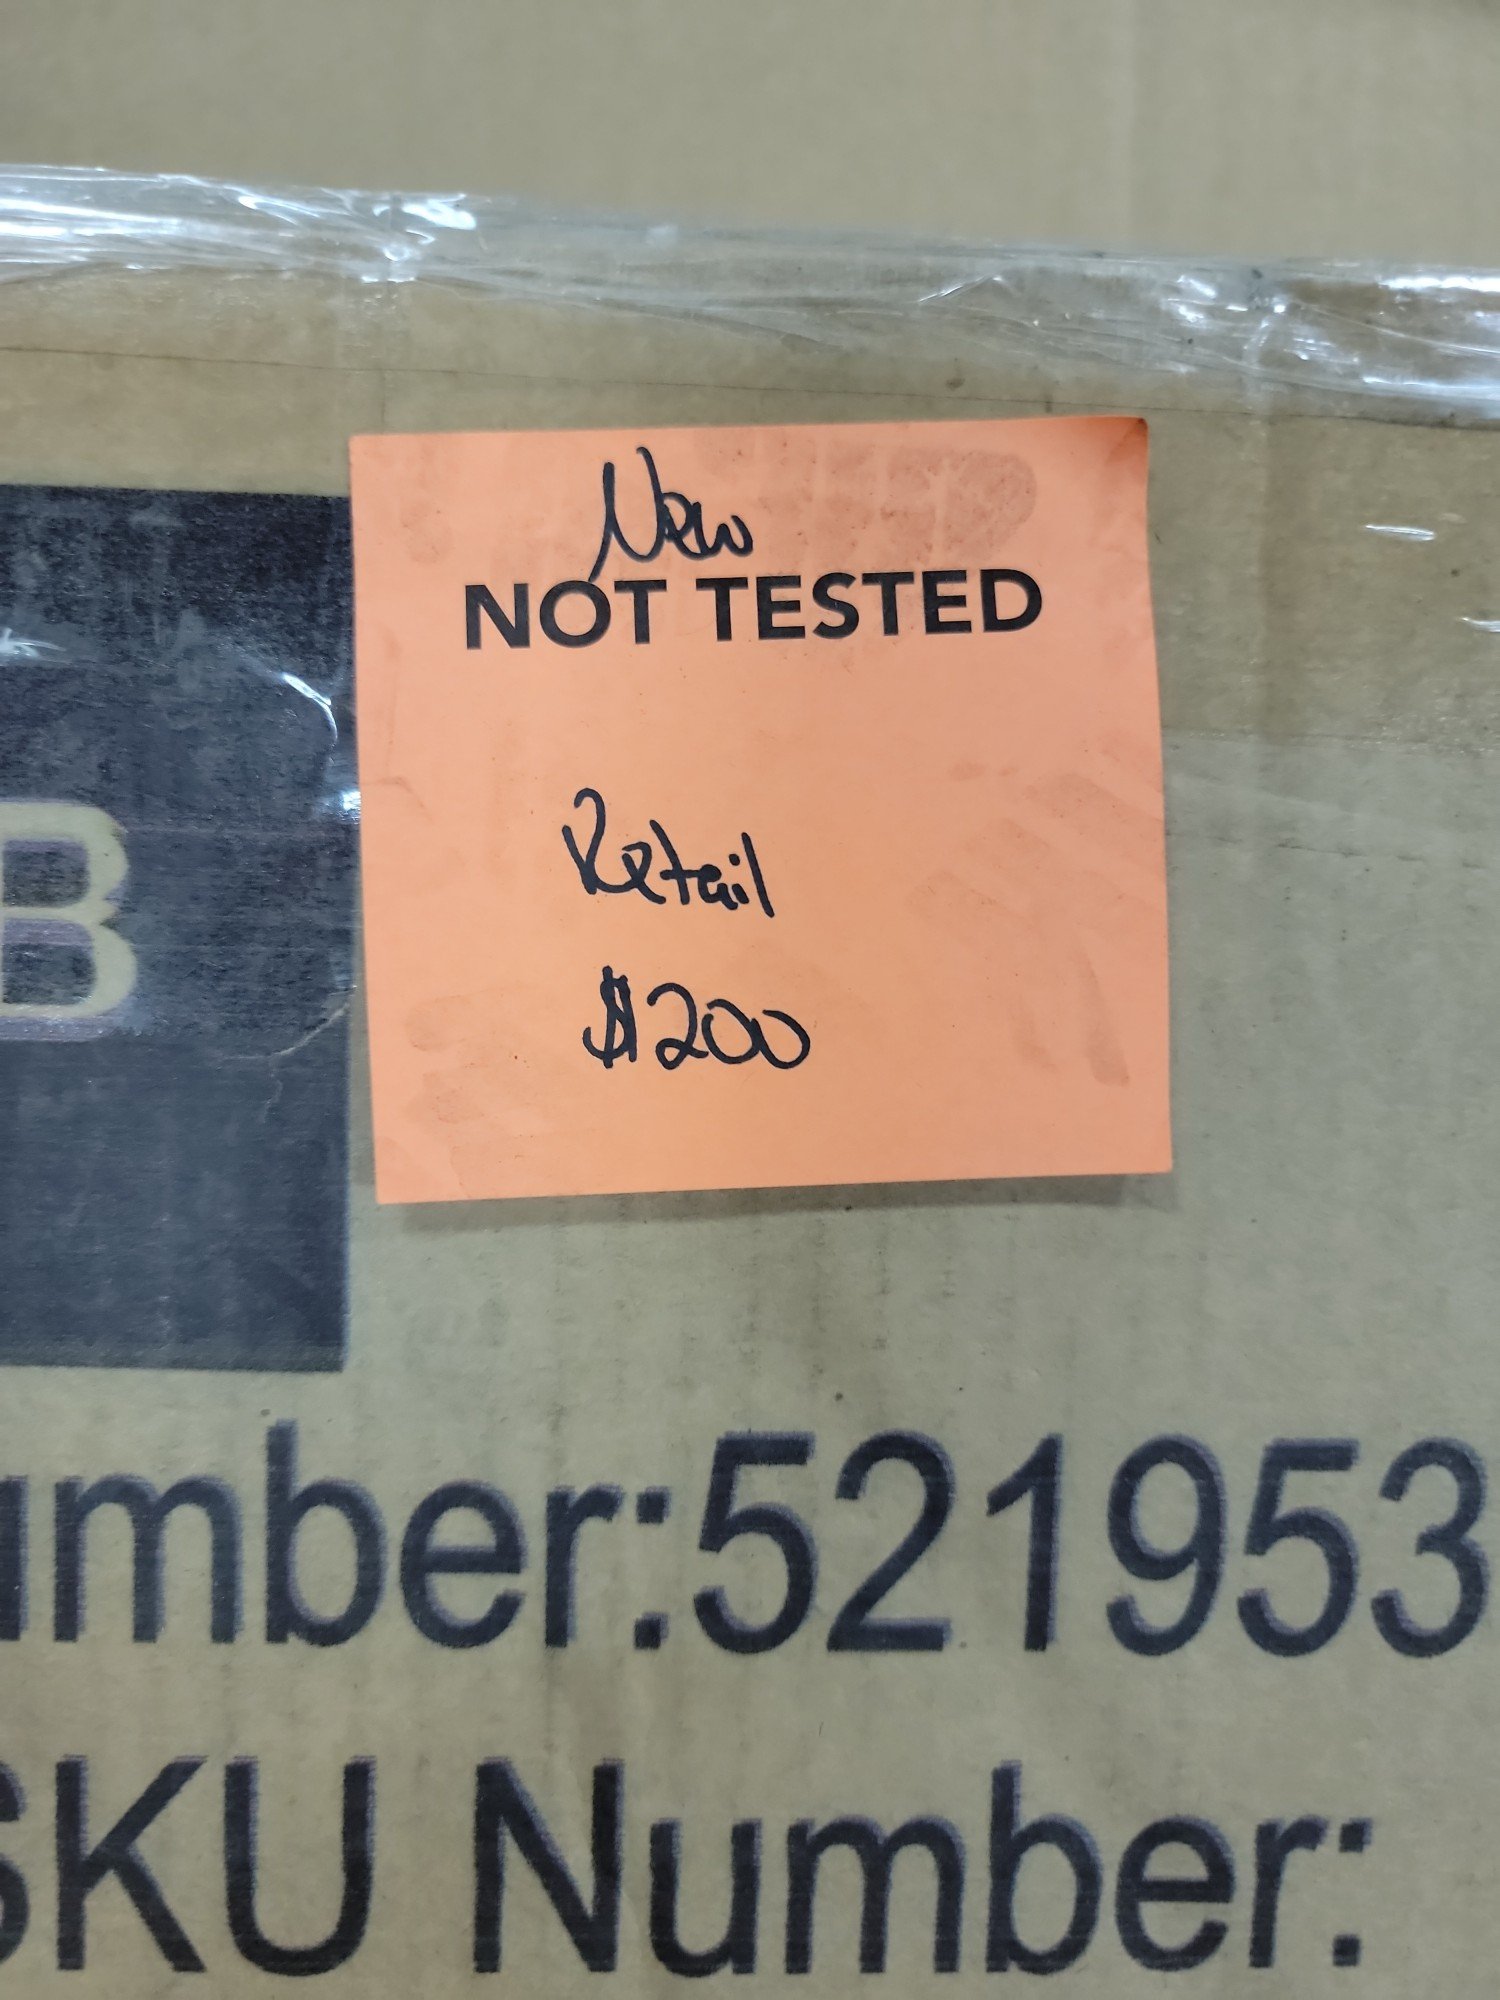 New
NOT TESTED
Retail
$200
B
umber:521953
SKU Number: